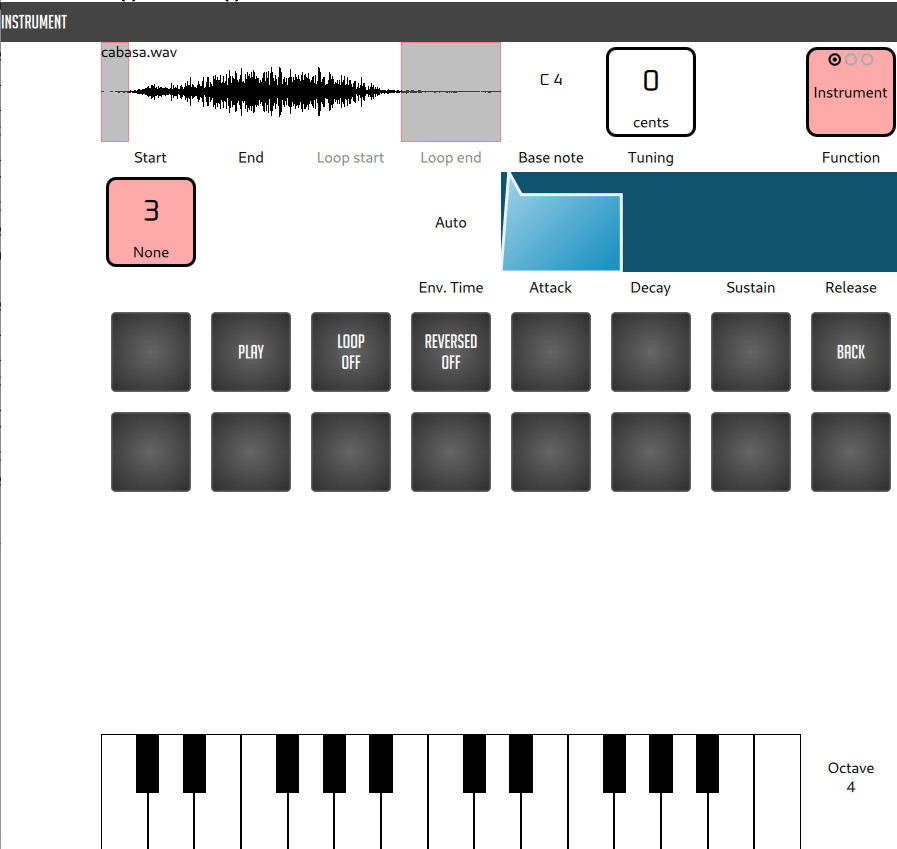 INSTRUMENT
cabasa.wav
C 4
0
cents
Instrument
Start End Loop start Loop end Base note Tuning Function
3
None
Auto
Env. Time Attack Decay Sustain Release
PLAY
LOOP
OFF
REVERSED
OFF
BACK
Octave
4